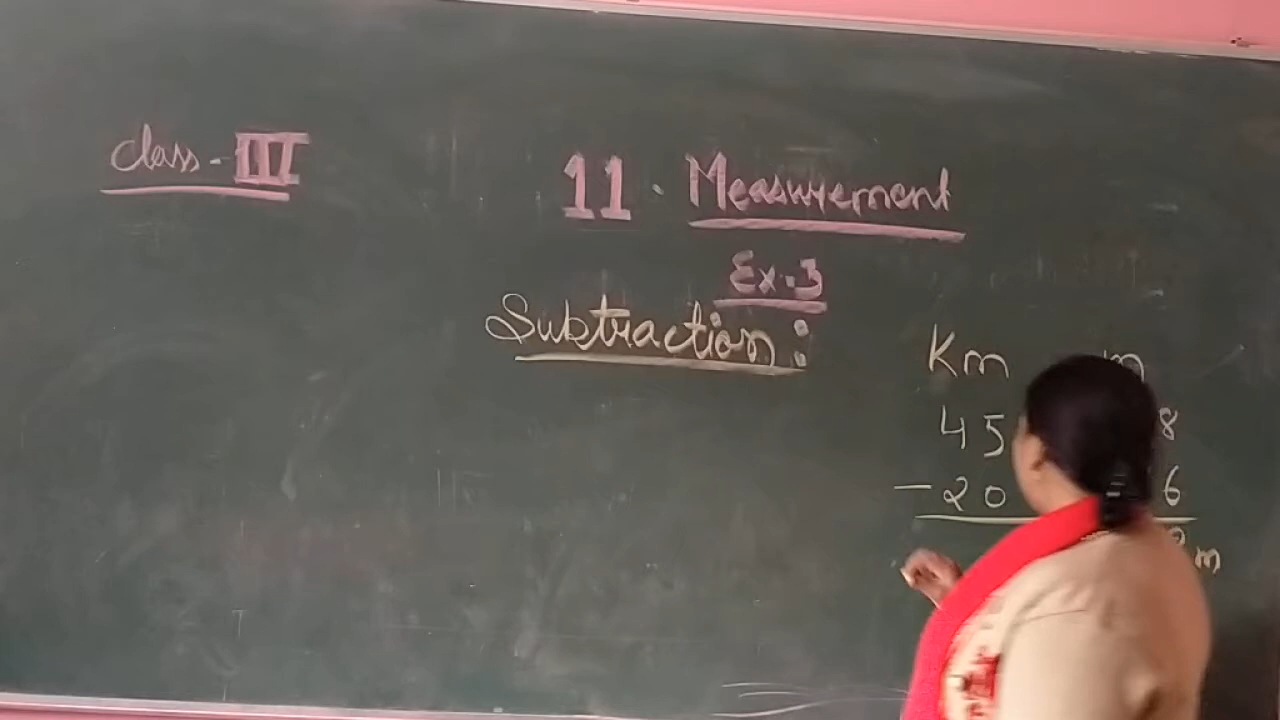 Class - III
11. Measurement
Ex. 3
Subtraction :
Km m
45 8
- 20 6
m